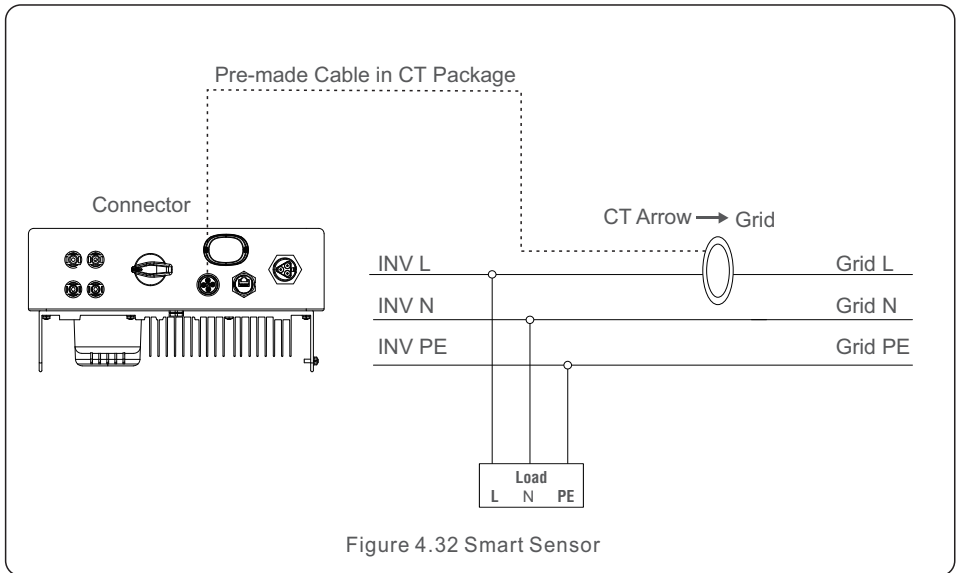 Pre-made Cable in CT Package
Connector
CT Arrow → Grid
INV L
Grid L
INV N
Grid N
INV PE
Grid PE
Load
L N PE
Figure 4.32 Smart Sensor